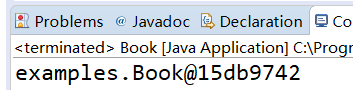 Problems @ Javadoc Declaration Co
<terminated> Book [Java Application] C:\Progr
examples.Book@15db9742